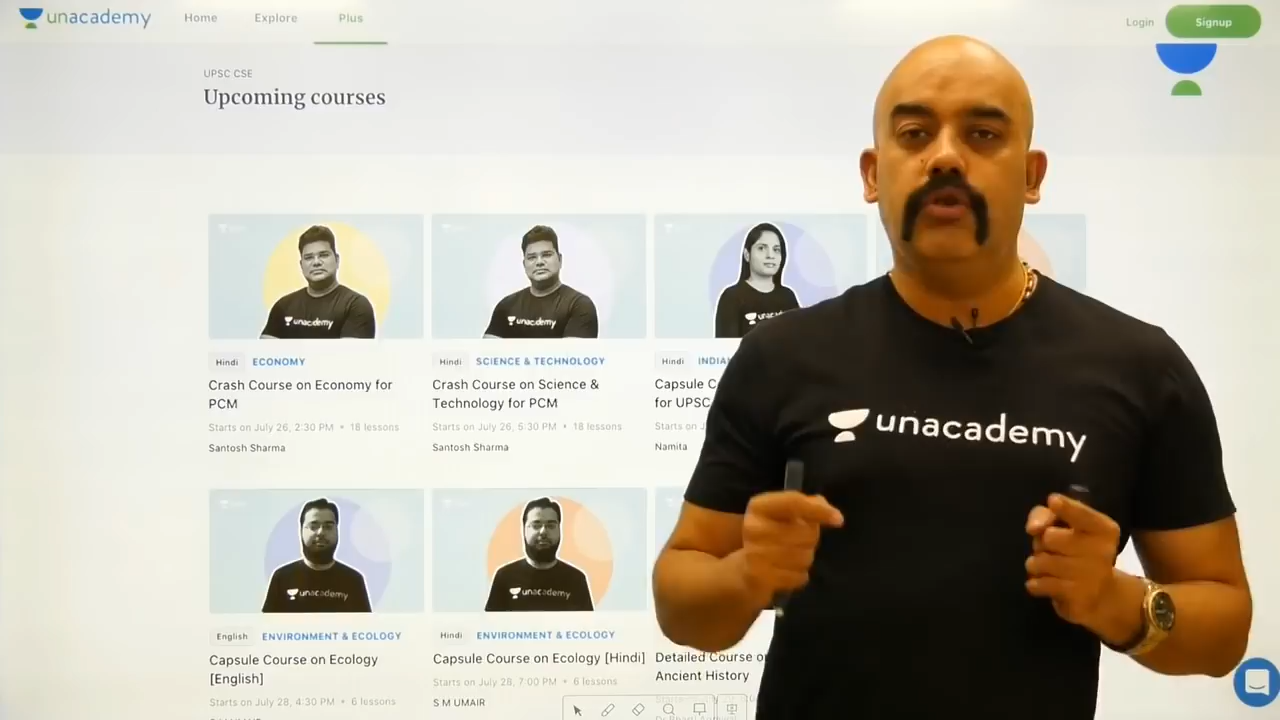 unacademy Home Explore Plus Login Signup
UPSC CSE
Upcoming courses
unacademy
unacademy
Hindi ECONOMY
Crash Course on Economy for
PCM
Starts on July 26, 2:30 PM • 18 lessons
Santosh Sharma
Hindi SCIENCE & TECHNOLOGY
Crash Course on Science &
Technology for PCM
Starts on July 26, 5:30 PM • 18 lessons
Santosh Sharma
Hindi
Capsule
for UPSC
Starts on
Namita
unacademy
unacademy
unacademy
English ENVIRONMENT & ECOLOGY
Capsule Course on Ecology
[English]
Starts on July 28, 4:30 PM • 6 lessons
Hindi ENVIRONMENT & ECOLOGY
Capsule Course on Ecology [Hindi]
Starts on July 28, 7:00 PM • 6 lessons
S M UMAIR
Detailed Course
Ancient History